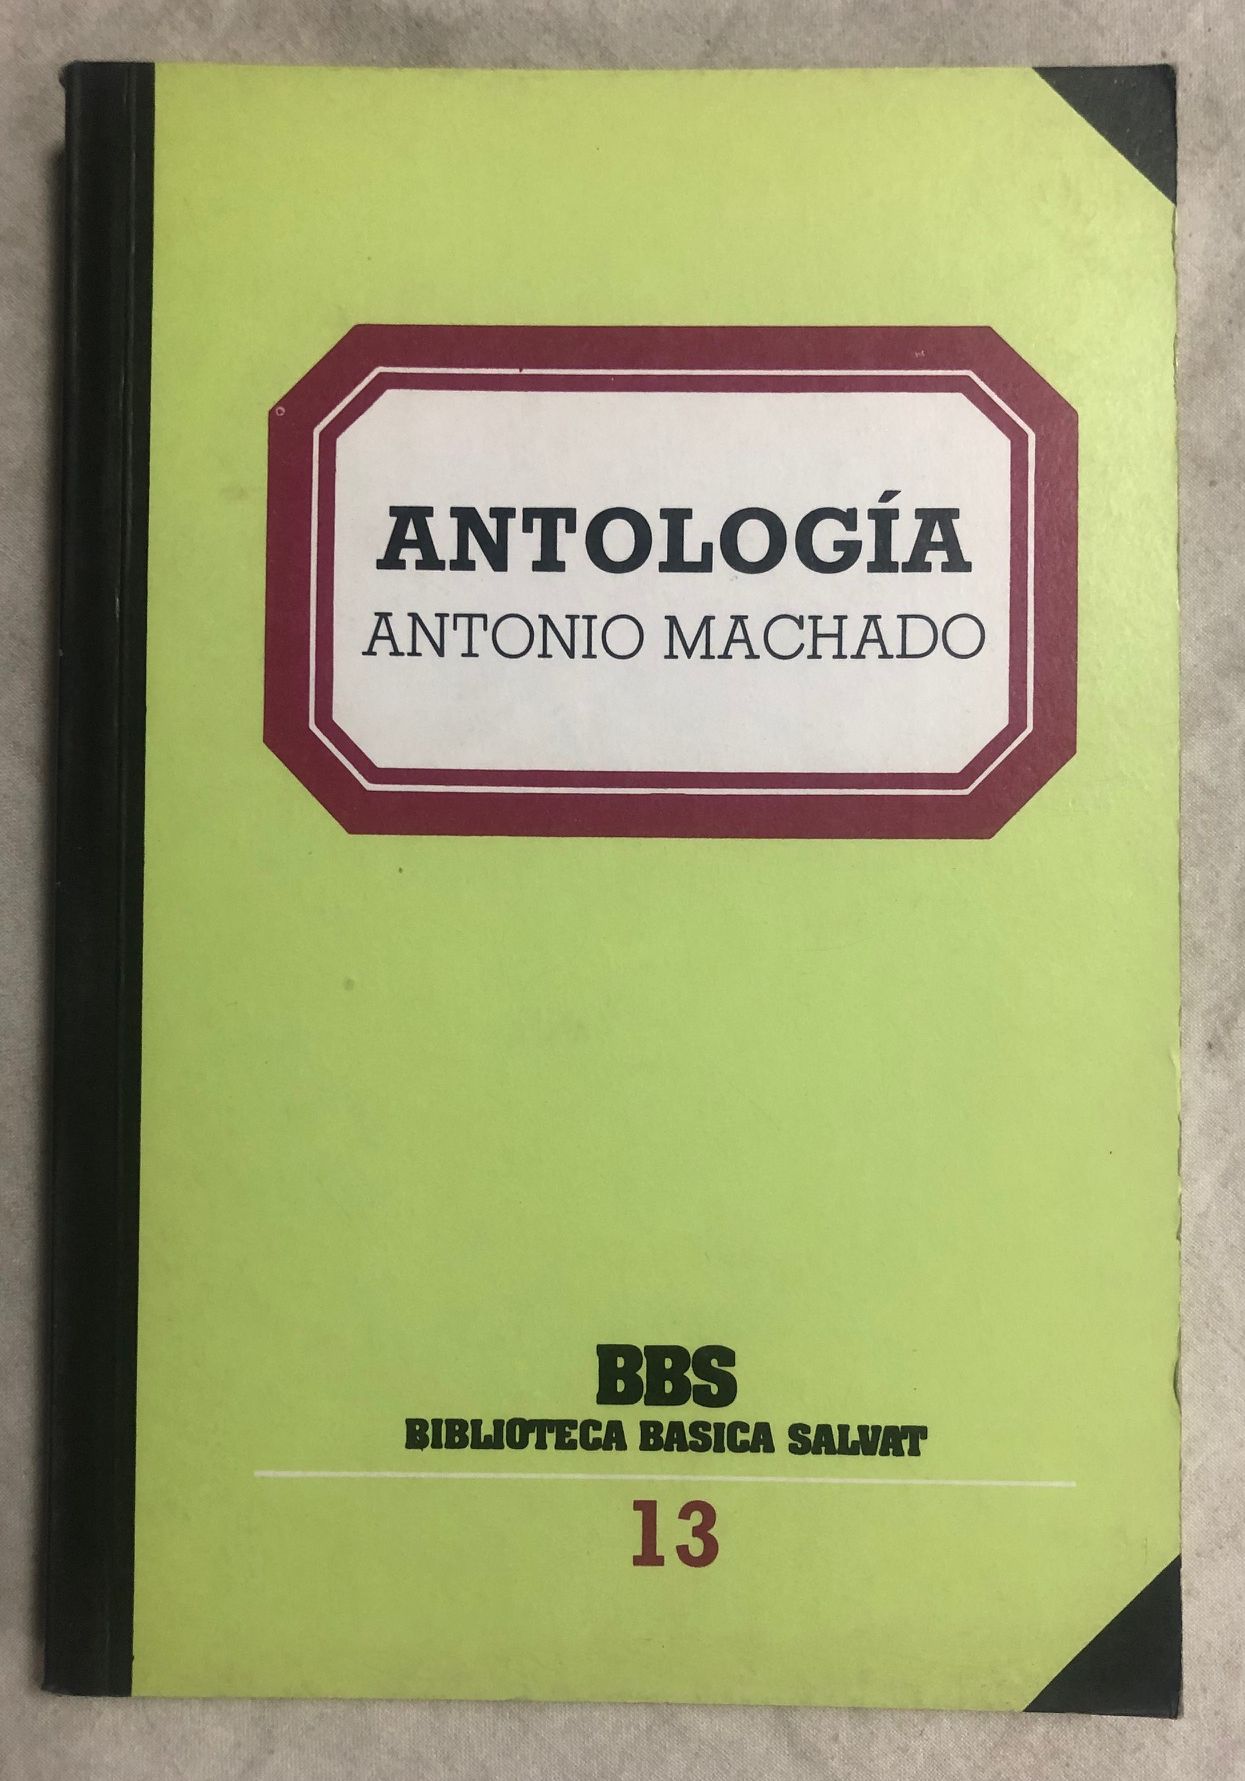 ANTOLOGÍA
ANTONIO MACHADO
BBS
BIBLIOTECA BASICA SALVAT
13